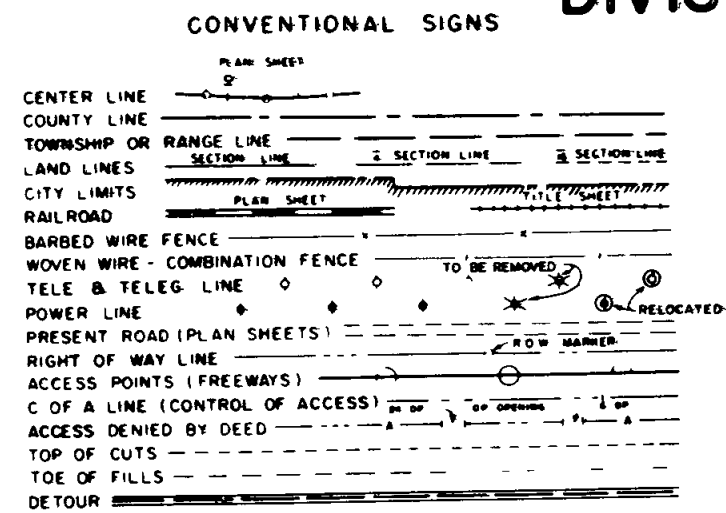 CONVENTIONAL SIGNS
PLAN SHEET
CENTER LINE
COUNTY LINE
TOWNSHIP OR RANGE LINE
LAND LINES SECTION LINE SECTION LINE SECTION LINE
CITY LIMITS
RAILROAD PLAN SHEET TITLE SHEET
BARBED WIRE FENCE
WOVEN WIRE - COMBINATION FENCE
TELE & TELEG LINE TO BE REMOVED
POWER LINE RELOCATED
PRESENT ROAD (PLAN SHEETS)
RIGHT OF WAY LINE ROW MARKER
ACCESS POINTS (FREEWAYS)
C OF A LINE (CONTROL OF ACCESS) OF OPENING OF
ACCESS DENIED BY DEED A A
TOP OF CUTS
TOE OF FILLS
DETOUR